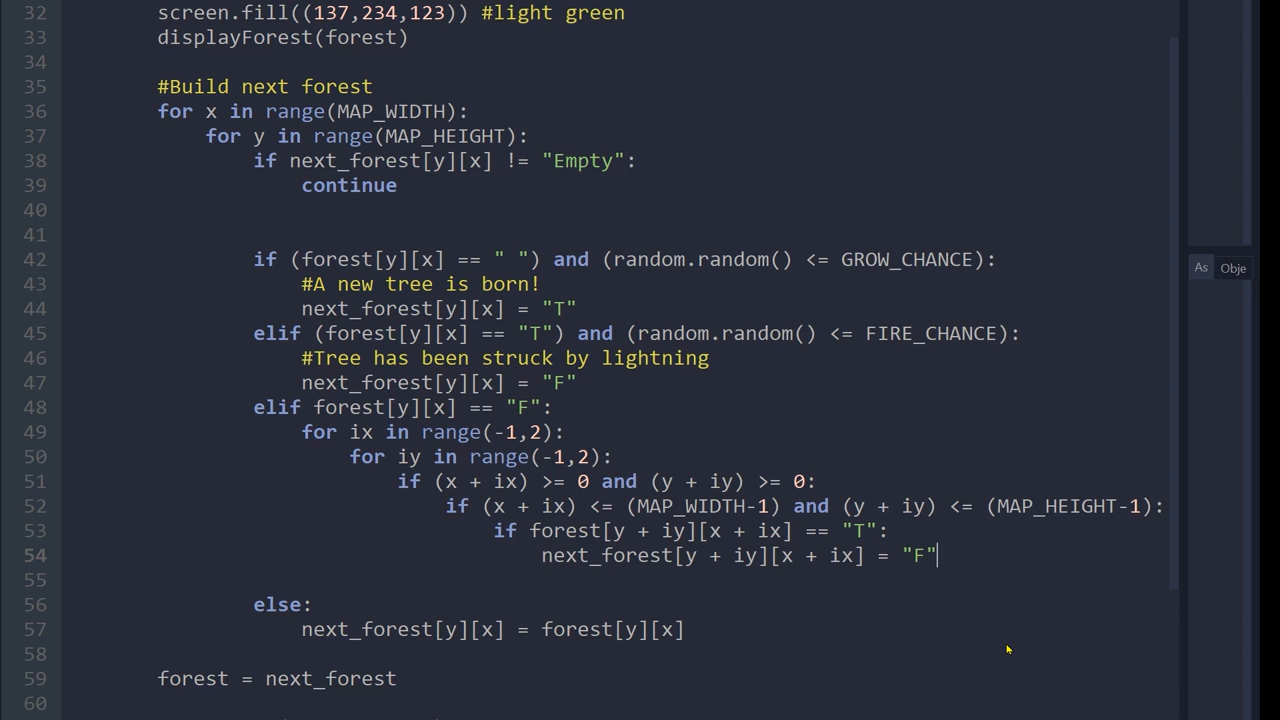 32 screen.fill((137,234,123)) #light green
33 displayForest(forest)
34
35 #Build next forest
36 for x in range(MAP_WIDTH):
37 for y in range(MAP_HEIGHT):
38 if next_forest[y][x] != "Empty":
39 continue
40
41
42 if (forest[y][x] == " ") and (random.random() <= GROW_CHANCE):
43 #A new tree is born!
44 next_forest[y][x] = "T"
45 elif (forest[y][x] == "T") and (random.random() <= FIRE_CHANCE):
46 #Tree has been struck by lightning
47 next_forest[y][x] = "F"
48 elif forest[y][x] == "F":
49 for ix in range(-1,2):
50 for iy in range(-1,2):
51 if (x + ix) >= 0 and (y + iy) >= 0:
52 if (x + ix) <= (MAP_WIDTH-1) and (y + iy) <= (MAP_HEIGHT-1):
53 if forest[y + iy][x + ix] == "T":
54 next_forest[y + iy][x + ix] = "F"
55
56 else:
57 next_forest[y][x] = forest[y][x]
58
59 forest = next_forest
60
As Obje